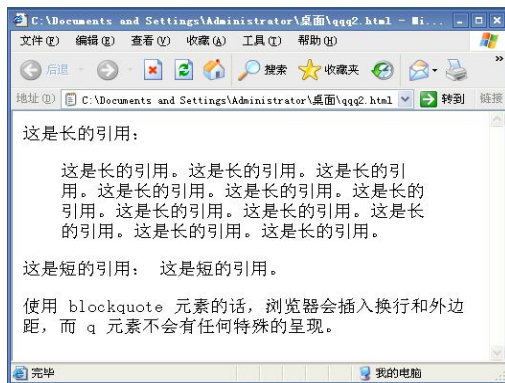 C:\Documents and Settings\Administrator\桌面\qqq2.html - Mi...
文件(F) 编辑(E) 查看(V) 收藏(A) 工具(T) 帮助(H)
后退 搜索 收藏夹
地址(D) C:\Documents and Settings\Administrator\桌面\qqq2.html 转到 链接
这是长的引用：
这是长的引用。这是长的引用。这是长的引
用。这是长的引用。这是长的引用。这是长的
引用。这是长的引用。这是长的引用。这是长
的引用。这是长的引用。这是长的引用。
这是短的引用： 这是短的引用。
使用 blockquote 元素的话，浏览器会插入换行和外边
距，而 q 元素不会有任何特殊的呈现。
完毕 我的电脑